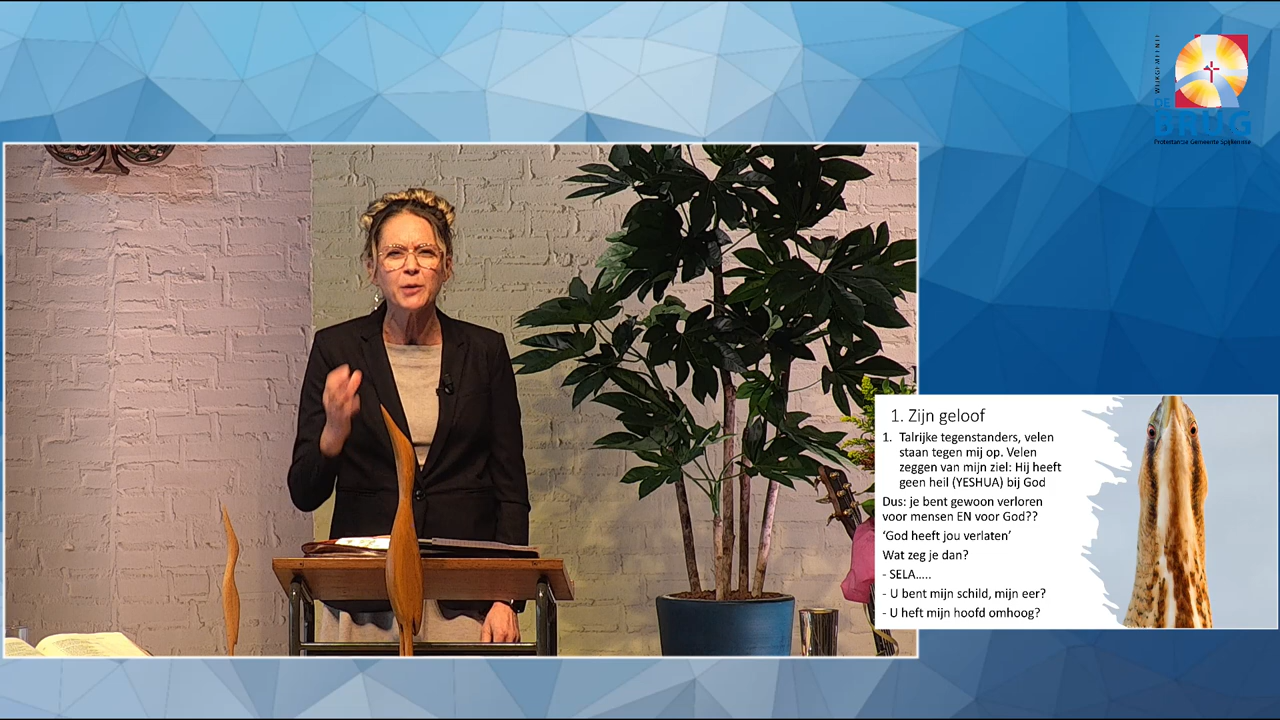 WIJKGEMEENTE
DE
BRUG
Protestantse Gemeente Spijkenisse
1. Zijn geloof
1. Talrijke tegenstanders, velen
staan tegen mij op. Velen
zeggen van mijn ziel: Hij heeft
geen heil (YESHUA) bij God
Dus: je bent gewoon verloren
voor mensen EN voor God??
‘God heeft jou verlaten’
Wat zeg je dan?
- SELA.....
- U bent mijn schild, mijn eer?
- U heft mijn hoofd omhoog?